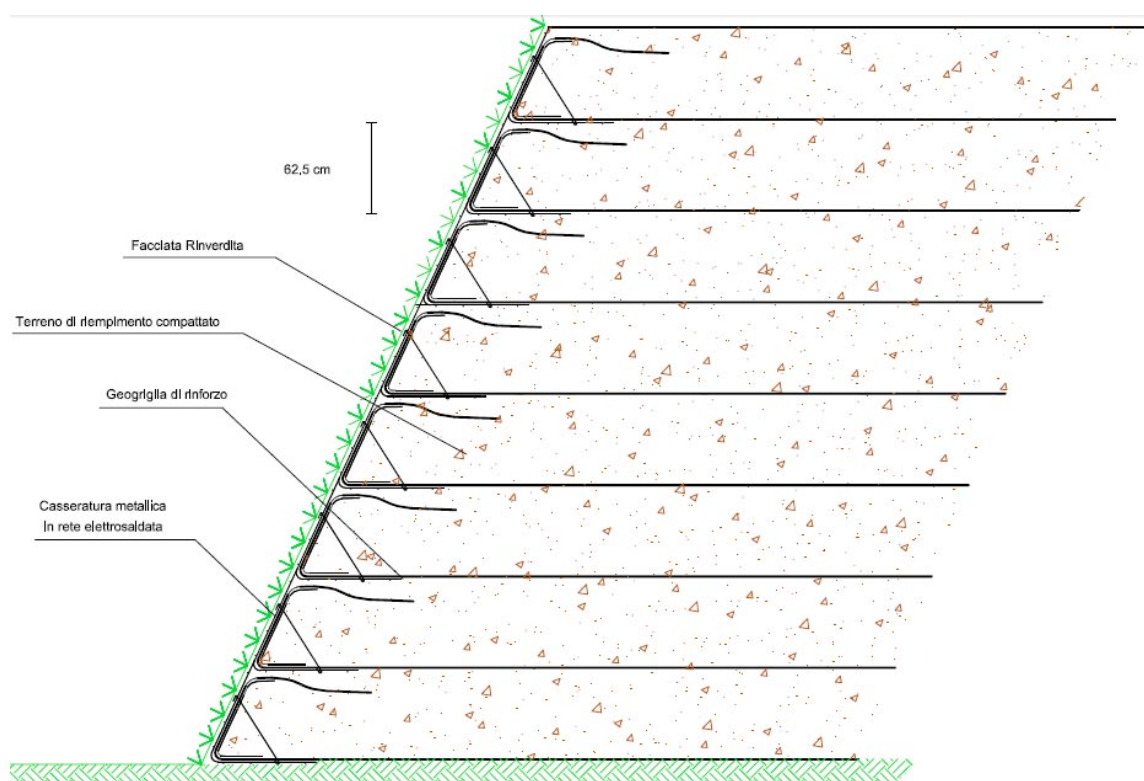 62,5 cm
Facciata Rinverdita
Terreno di riempimento compattato
Geogriglia di rinforzo
Casseratura metallica
in rete elettrosaldata